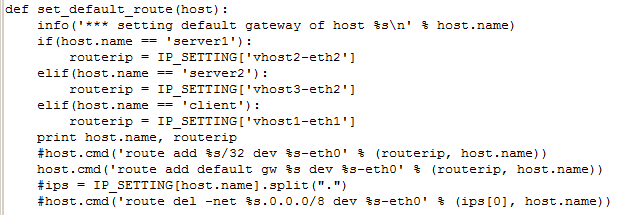 def set_default_route(host):
    info('*** setting default gateway of host %s\n' % host.name)
    if(host.name == 'server1'):
        routerip = IP_SETTING['vhost2-eth2']
    elif(host.name == 'server2'):
        routerip = IP_SETTING['vhost3-eth2']
    elif(host.name == 'client'):
        routerip = IP_SETTING['vhost1-eth1']
    print host.name, routerip
    #host.cmd('route add %s/32 dev %s-eth0' % (routerip, host.name))
    host.cmd('route add default gw %s dev %s-eth0' % (routerip, host.name))
    #ips = IP_SETTING[host.name].split(".")
    #host.cmd('route del -net %s.0.0.0/8 dev %s-eth0' % (ips[0], host.name))